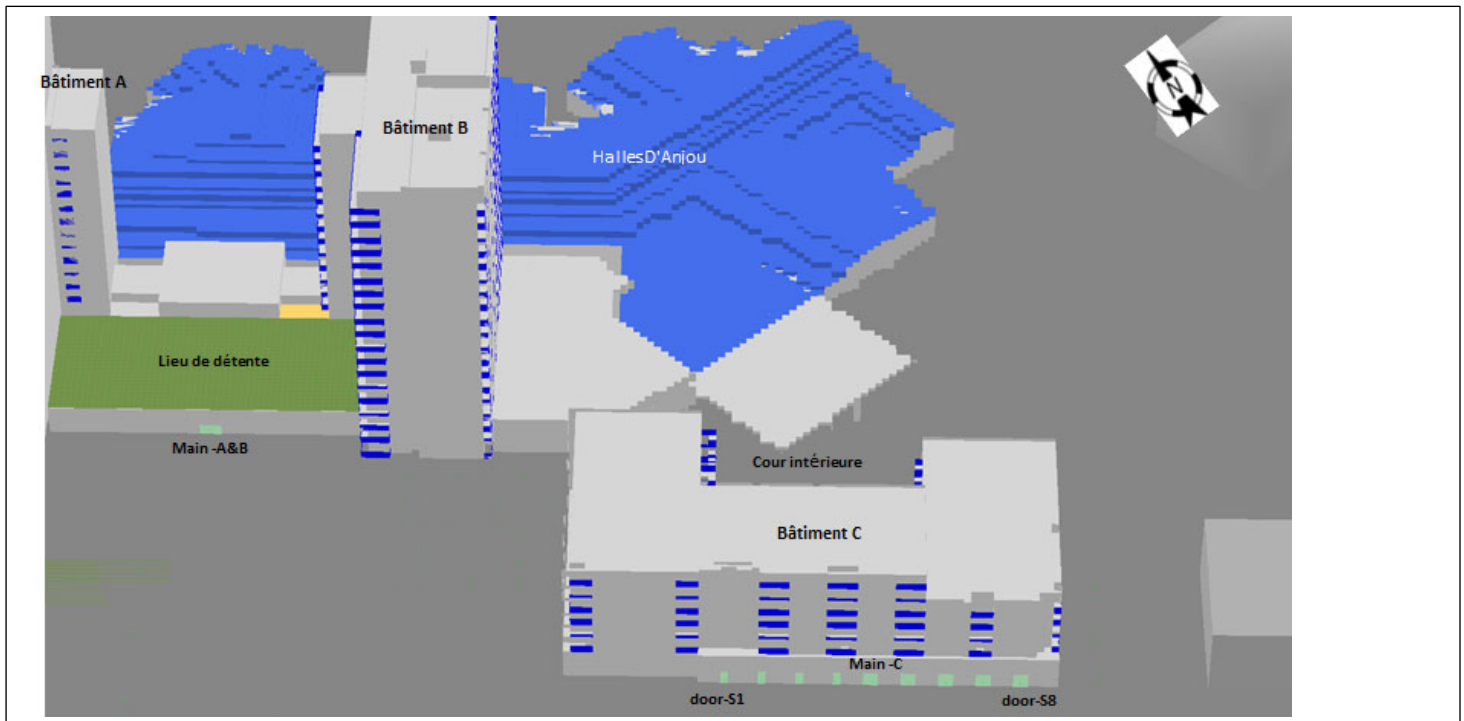 Bâtiment A
Bâtiment B
HallesD'Anjou
N
Lieu de détente
Main -A&B
Cour intérieure
Bâtiment C
Main -C
door-S1
door-S8